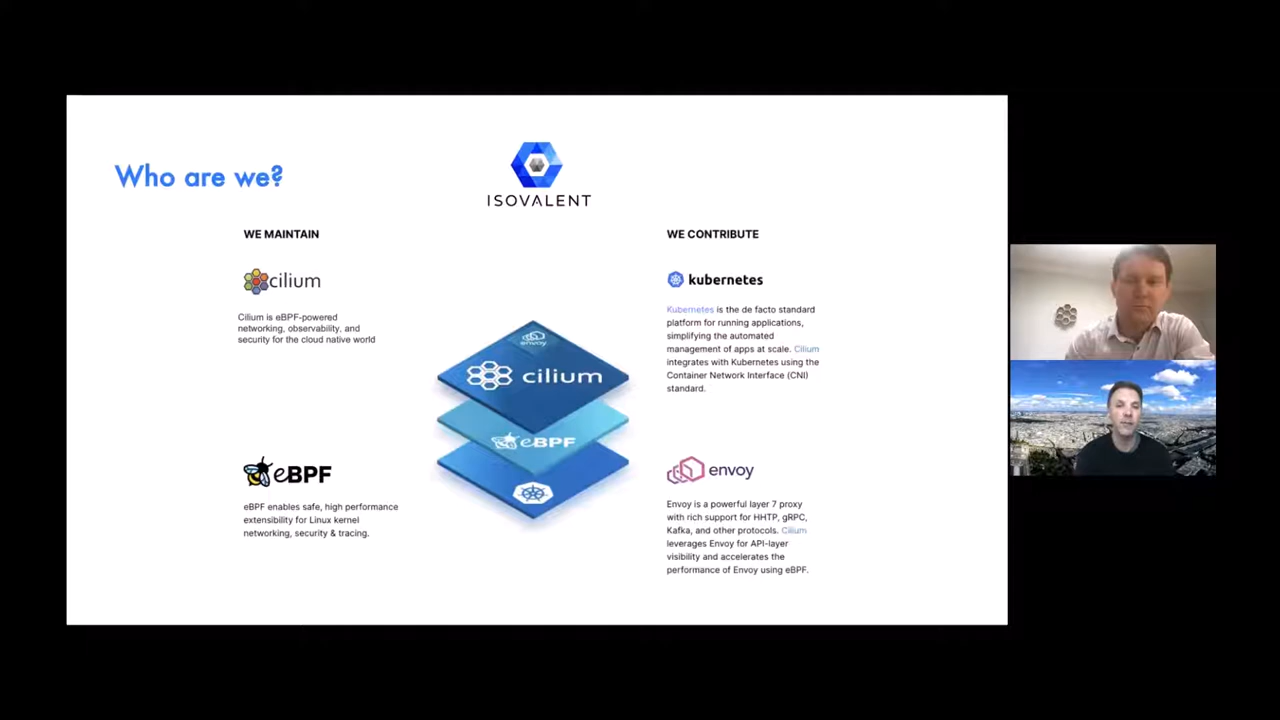 Who are we?
ISOVALENT
WE MAINTAIN
cilium
Cilium is eBPF-powered
networking, observability, and
security for the cloud native world
eBPF
eBPF enables safe, high performance
extensibility for Linux kernel
networking, security & tracing.
envoy
cilium
eBPF
WE CONTRIBUTE
kubernetes
Kubernetes is the de facto standard
platform for running applications,
simplifying the automated
management of apps at scale. Cilium
integrates with Kubernetes using the
Container Network Interface (CNI)
standard.
envoy
Envoy is a powerful layer 7 proxy
with rich support for HHTP, gRPC,
Kafka, and other protocols. Cilium
leverages Envoy for API-layer
visibility and accelerates the
performance of Envoy using eBPF.